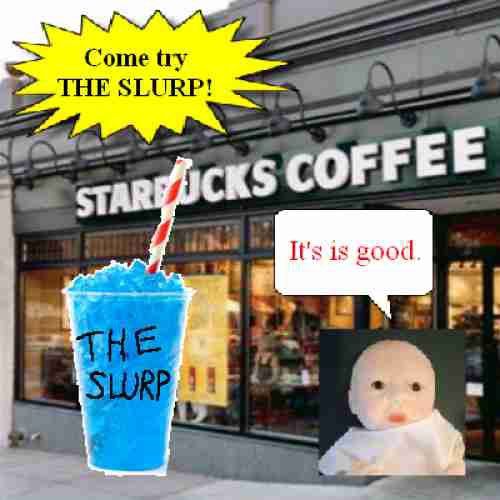 Come try
THE SLURP!
STARBUCKS COFFEE
It's is good.
THE
SLURP